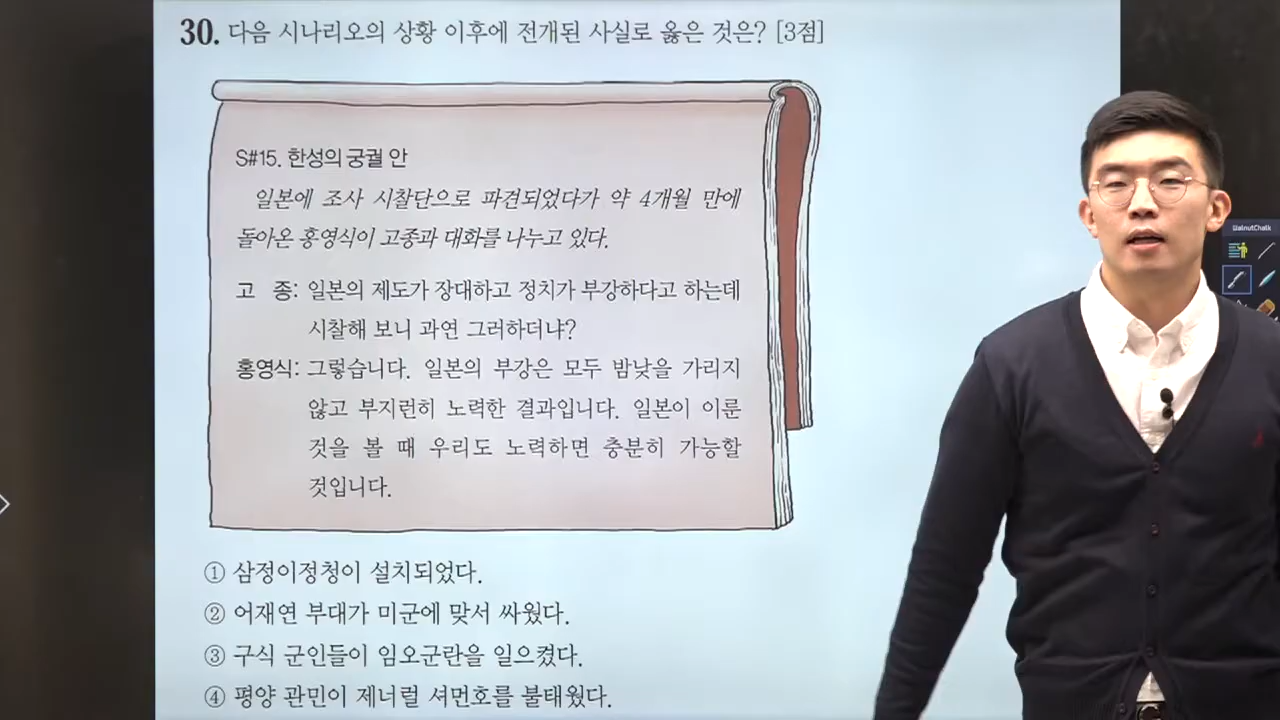 30. 다음 시나리오의 상황 이후에 전개된 사실로 옳은 것은? [3점]
S#15. 한성의 궁궐 안
일본에 조사 시찰단으로 파견되었다가 약 4개월 만에
돌아온 홍영식이 고종과 대화를 나누고 있다.
고 종: 일본의 제도가 장대하고 정치가 부강하다고 하는데
시찰해 보니 과연 그러하더냐?
홍영식: 그렇습니다. 일본의 부강은 모두 밤낮을 가리지
않고 부지런히 노력한 결과입니다. 일본이 이룬
것을 볼 때 우리도 노력하면 충분히 가능할
것입니다.
① 삼정이정청이 설치되었다.
② 어재연 부대가 미군에 맞서 싸웠다.
③ 구식 군인들이 임오군란을 일으켰다.
④ 평양 관민이 제너럴 셔먼호를 불태웠다.
WalnutChalk